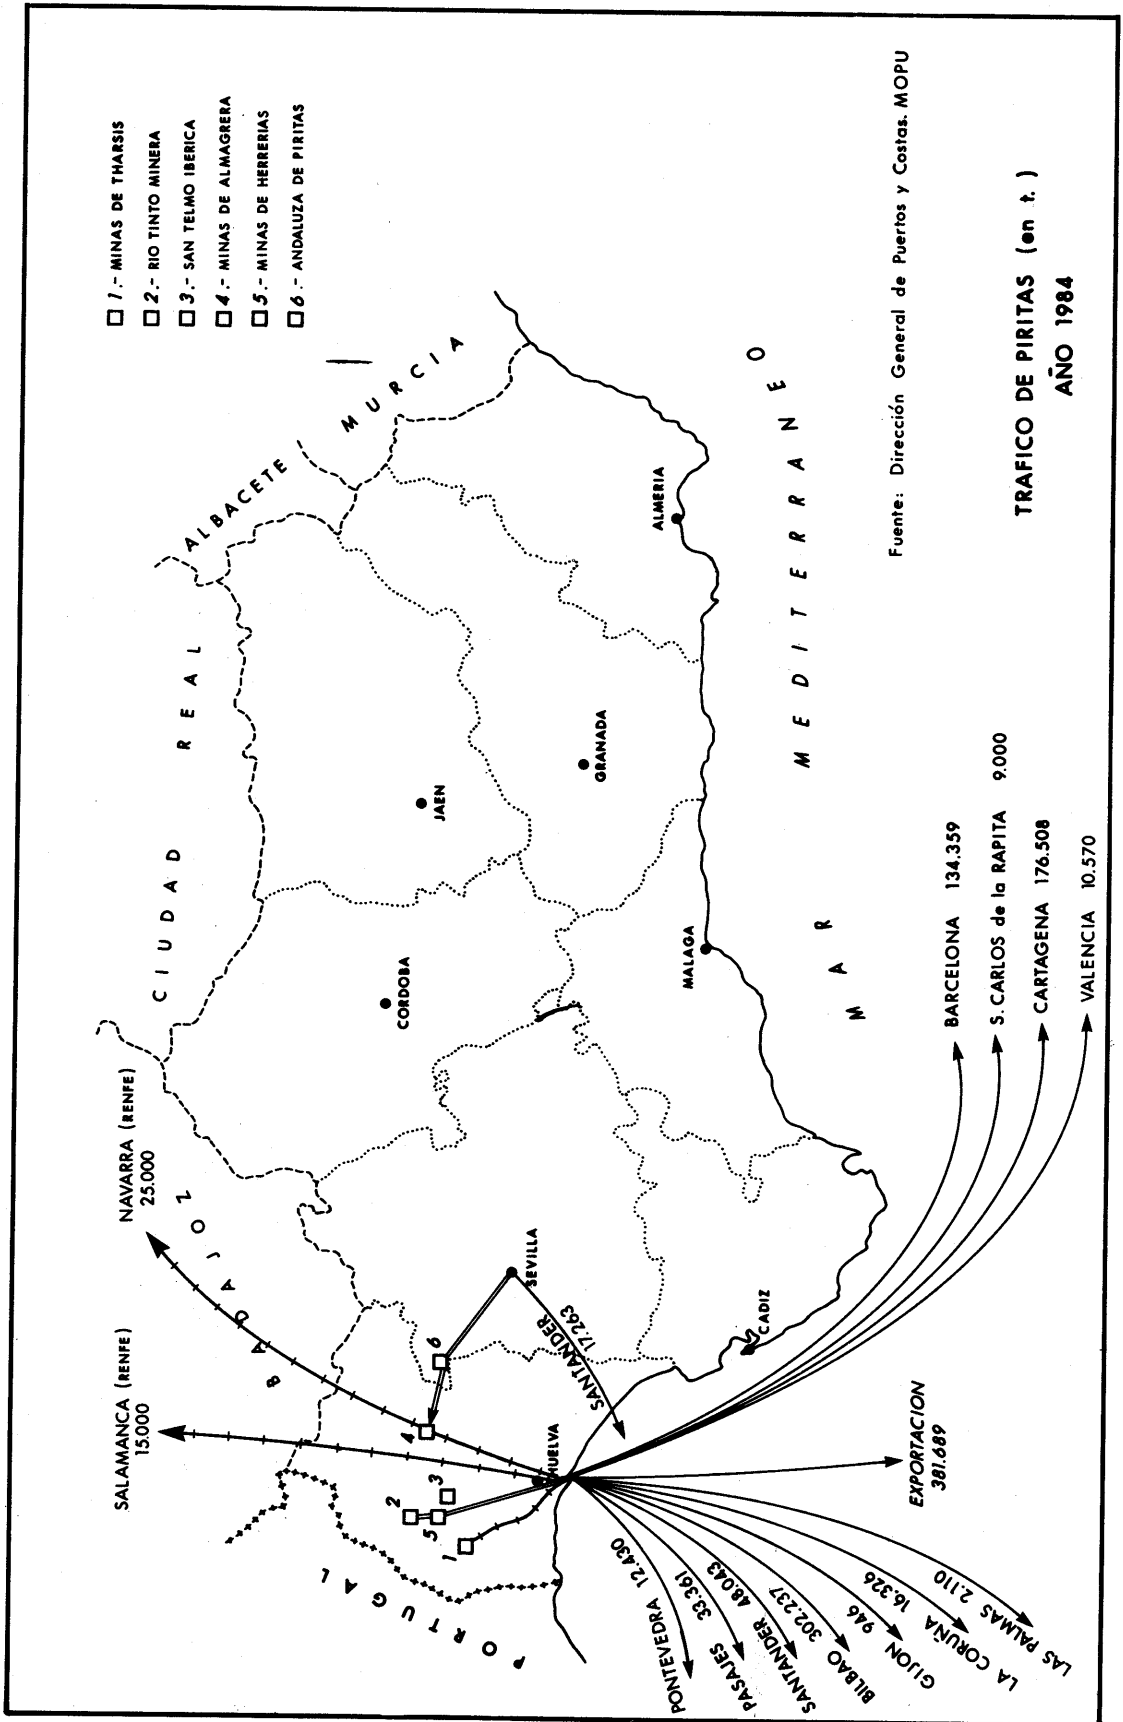 □ 1.- MINAS DE THARSIS
□ 2.- RIO TINTO MINERA
□ 3.- SAN TELMO IBERICA
□ 4.- MINAS DE ALMAGRERA
□ 5.- MINAS DE HERRERIAS
□ 6.- ANDALUZA DE PIRITAS
SALAMANCA (RENFE)
15.000
NAVARRA (RENFE)
25.000
BADAJOZ
CIUDAD REAL
ALBACETE
MURCIA
PORTUGAL
1
2
3
4
5
6
HUELVA
SEVILLA
CORDOBA
JAEN
GRANADA
ALMERIA
MALAGA
CADIZ
SANTANDER
17.263
MAR MEDITERRANEO
PONTEVEDRA 12.430
PASAJES 33.361
SANTANDER 48.043
BILBAO 302.237
GIJON 946
LA CORUÑA 16.326
LAS PALMAS 2.110
EXPORTACION
381.689
BARCELONA 134.359
S. CARLOS de la RAPITA 9.000
CARTAGENA 176.508
VALENCIA 10.570
Fuente: Dirección General de Puertos y Costas. MOPU
TRAFICO DE PIRITAS (en t.)
AÑO 1984